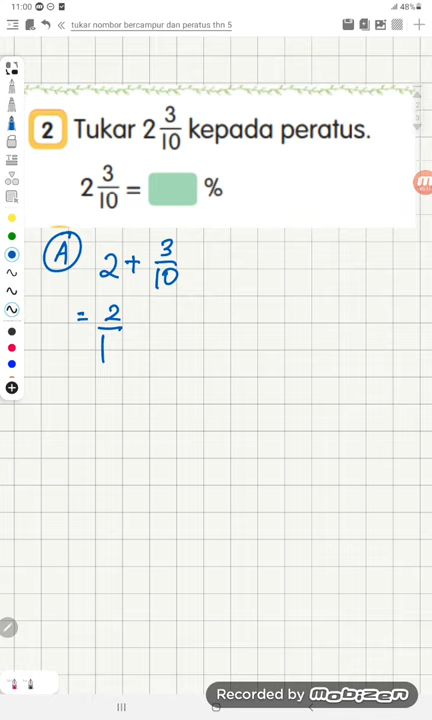 11:00 48%
tukar nombor bercampur dan peratus thn 5
2 Tukar 2 3/10 kepada peratus.
2 3/10 = %
A 2 + 3/10
= 2/1
Recorded by mobizen